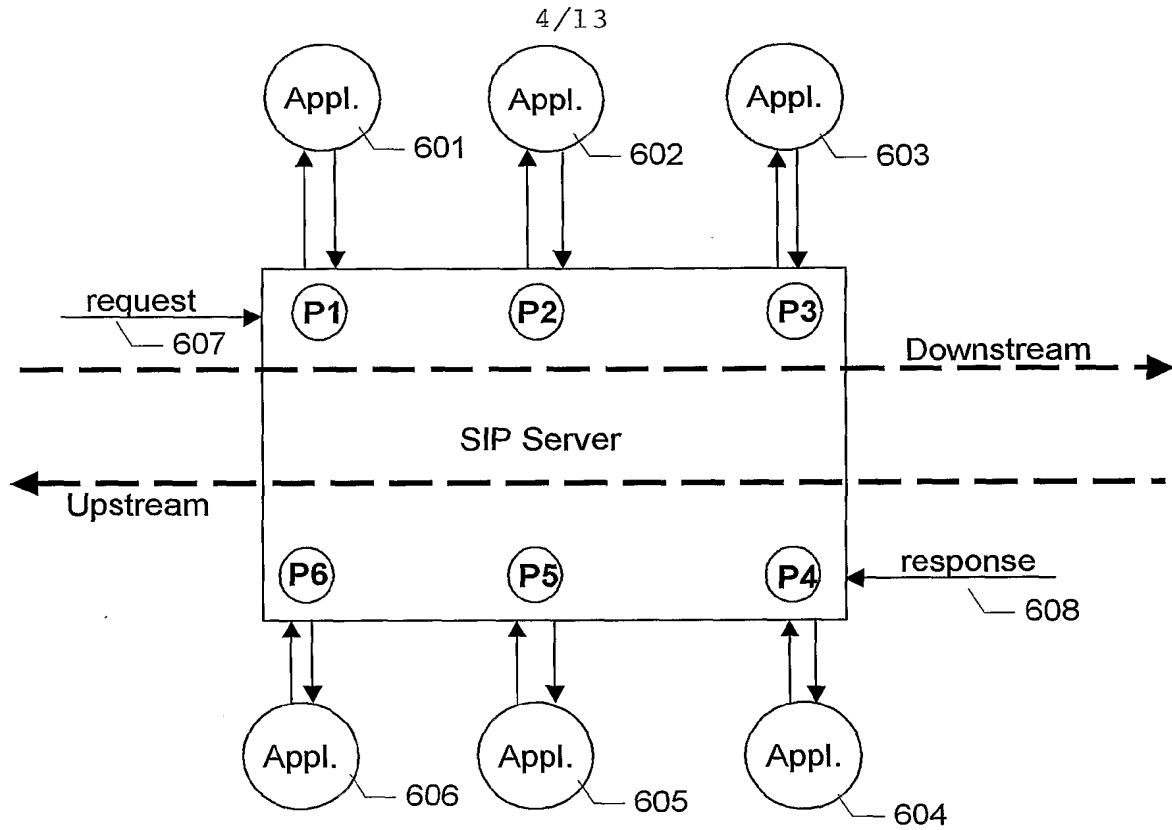 4/13
Appl.
601
Appl.
602
Appl.
603
request
607
P1
P2
P3
Downstream
SIP Server
Upstream
P6
P5
P4
response
608
Appl.
606
Appl.
605
Appl.
604